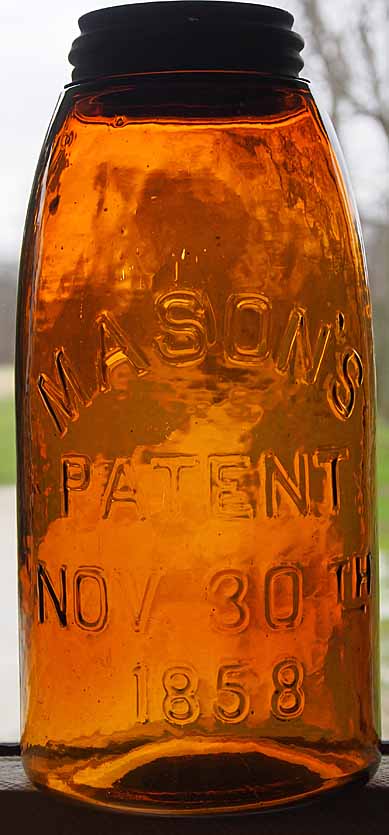 MASON'S
PATENT
NOV 30TH
1858